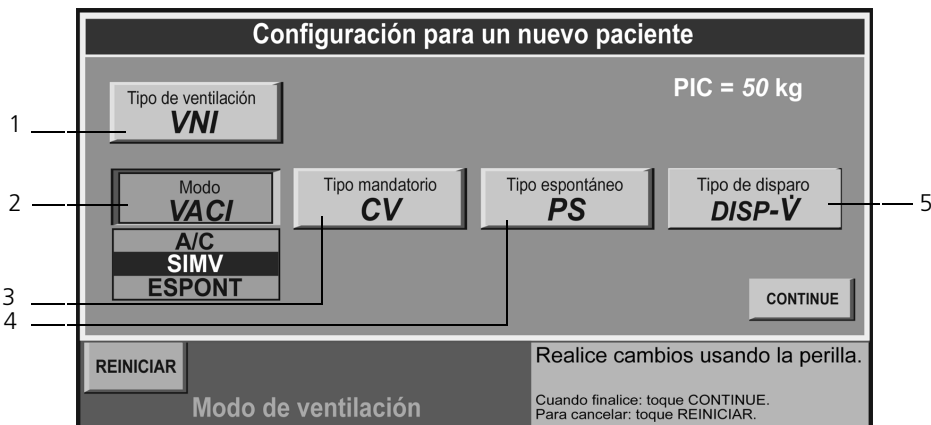 Configuración para un nuevo paciente
PIC = 50 kg
Tipo de ventilación
VNI
1
Modo
VACI
2
Tipo mandatorio
CV
Tipo espontáneo
PS
Tipo de disparo
DISP-V̇
5
A/C
SIMV
ESPONT
3
4
CONTINUE
REINICIAR
Modo de ventilación
Realice cambios usando la perilla.
Cuando finalice: toque CONTINUE.
Para cancelar: toque REINICIAR.